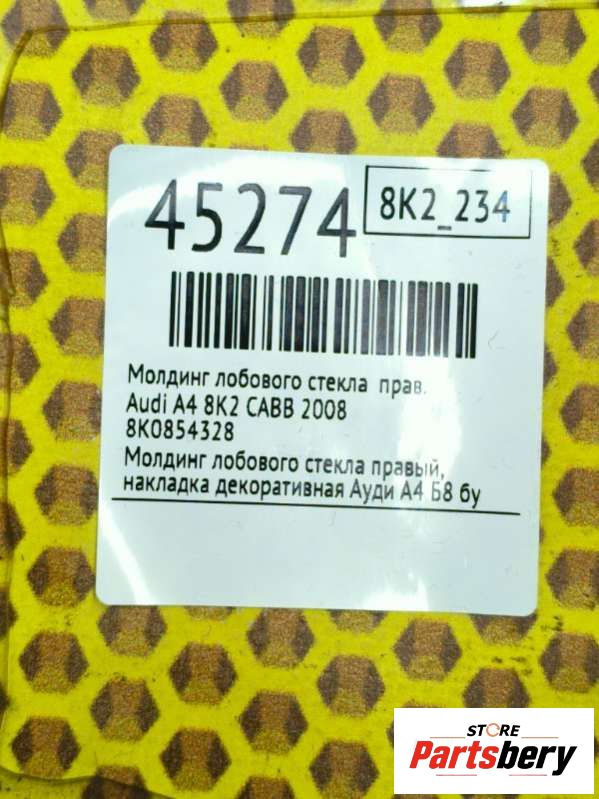 45274
8K2_234
Молдинг лобового стекла прав.
Audi A4 8K2 CABB 2008
8K0854328
Молдинг лобового стекла правый,
накладка декоративная Ауди А4 Б8 бу
STORE
Partsbery